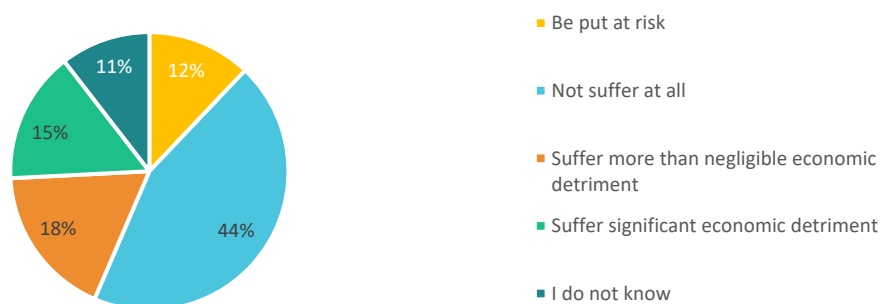 11%
12%
15%
18%
44%
Be put at risk
Not suffer at all
Suffer more than negligible economic
detriment
Suffer significant economic detriment
I do not know